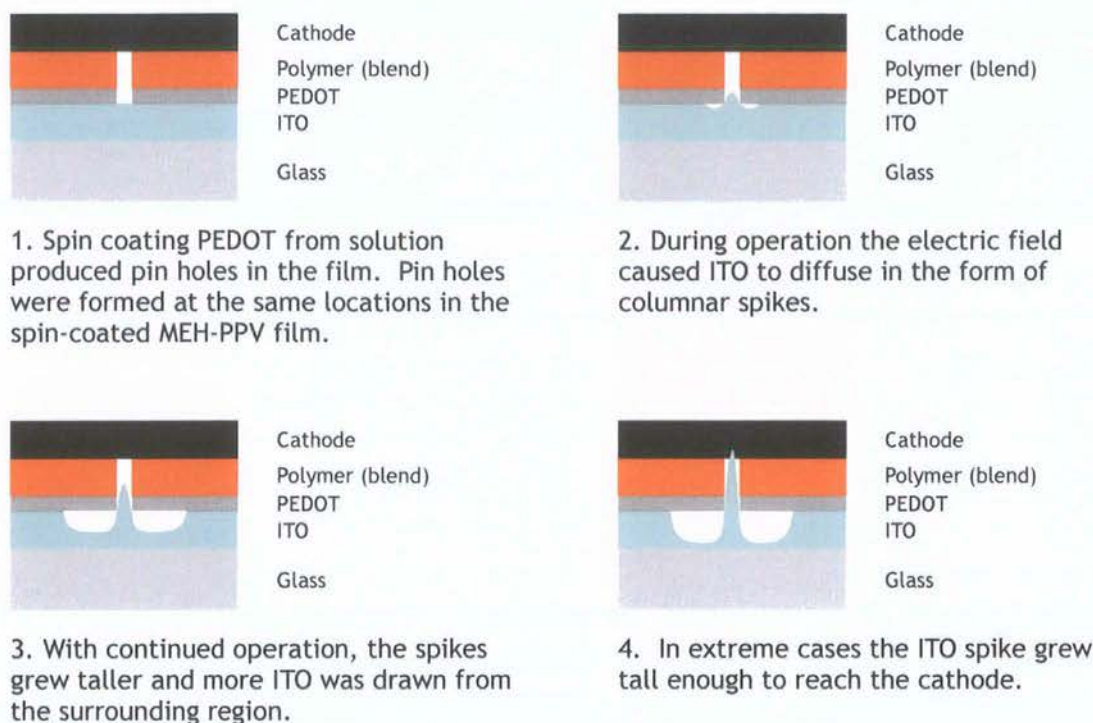 Cathode
Polymer (blend)
PEDOT
ITO
Glass
1. Spin coating PEDOT from solution
produced pin holes in the film. Pin holes
were formed at the same locations in the
spin-coated MEH-PPV film.
Cathode
Polymer (blend)
PEDOT
ITO
Glass
2. During operation the electric field
caused ITO to diffuse in the form of
columnar spikes.
Cathode
Polymer (blend)
PEDOT
ITO
Glass
3. With continued operation, the spikes
grew taller and more ITO was drawn from
the surrounding region.
Cathode
Polymer (blend)
PEDOT
ITO
Glass
4. In extreme cases the ITO spike grew
tall enough to reach the cathode.